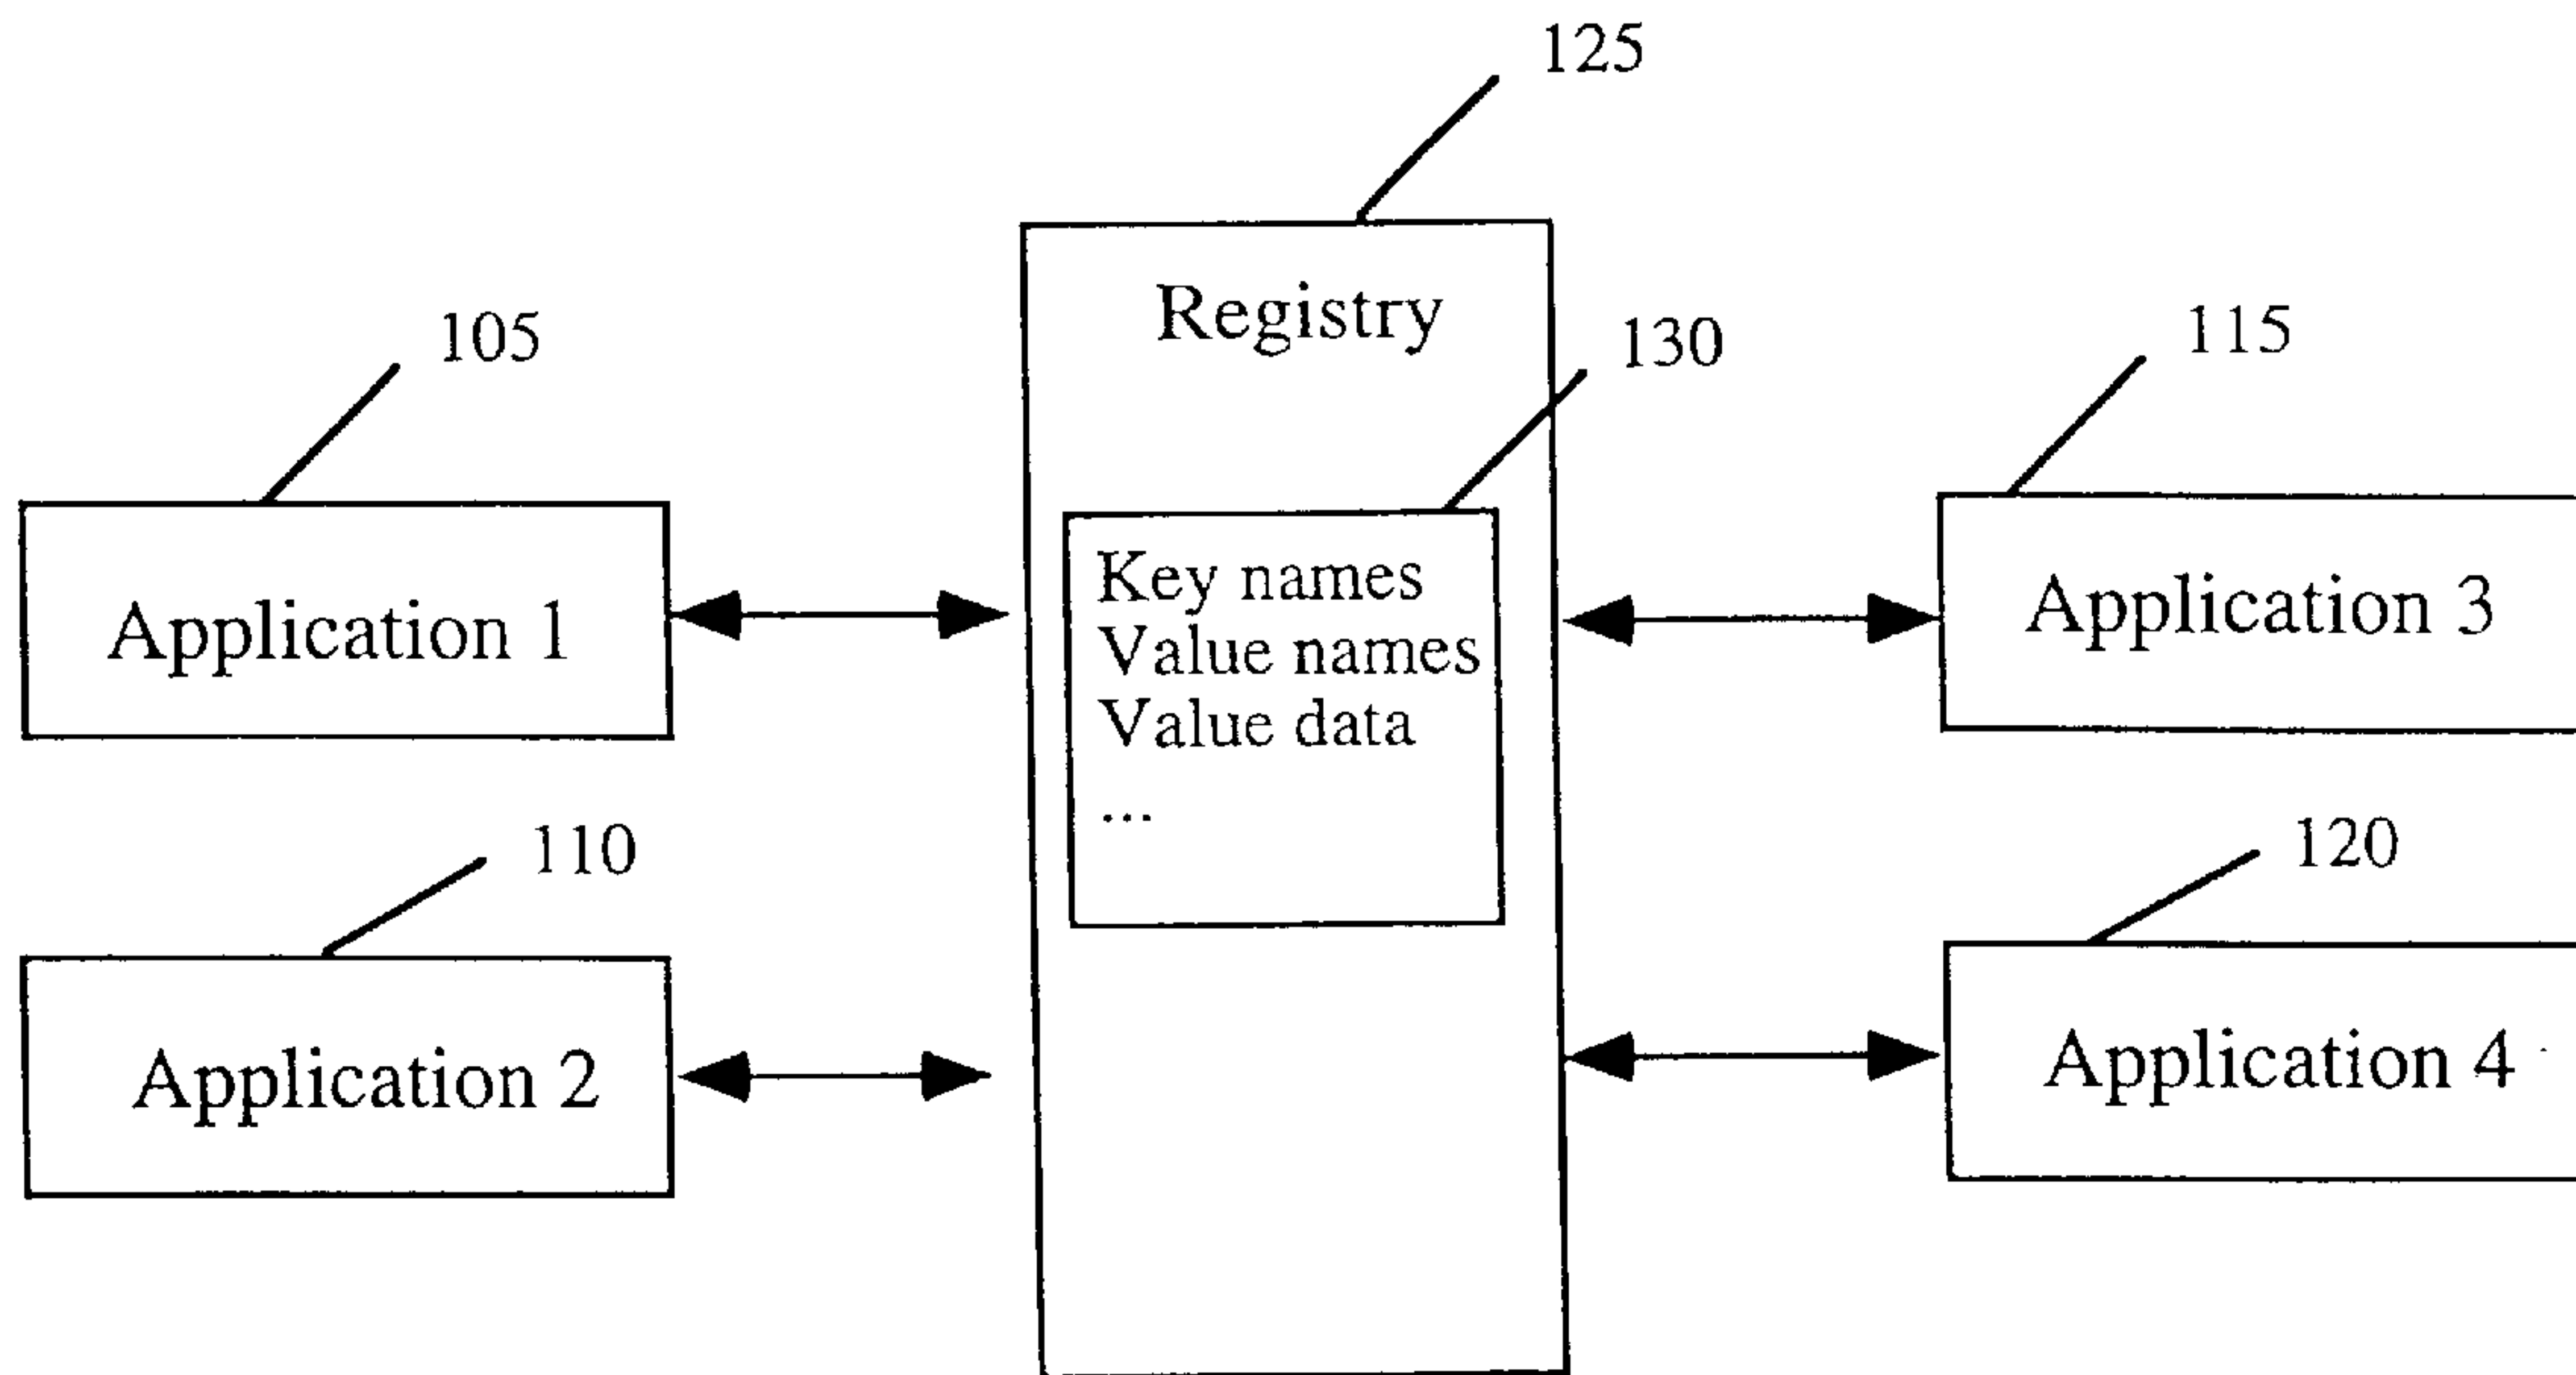 125
Registry
130
105
115
Application 1
Key names
Value names
Value data
...
Application 3
110
120
Application 2
Application 4